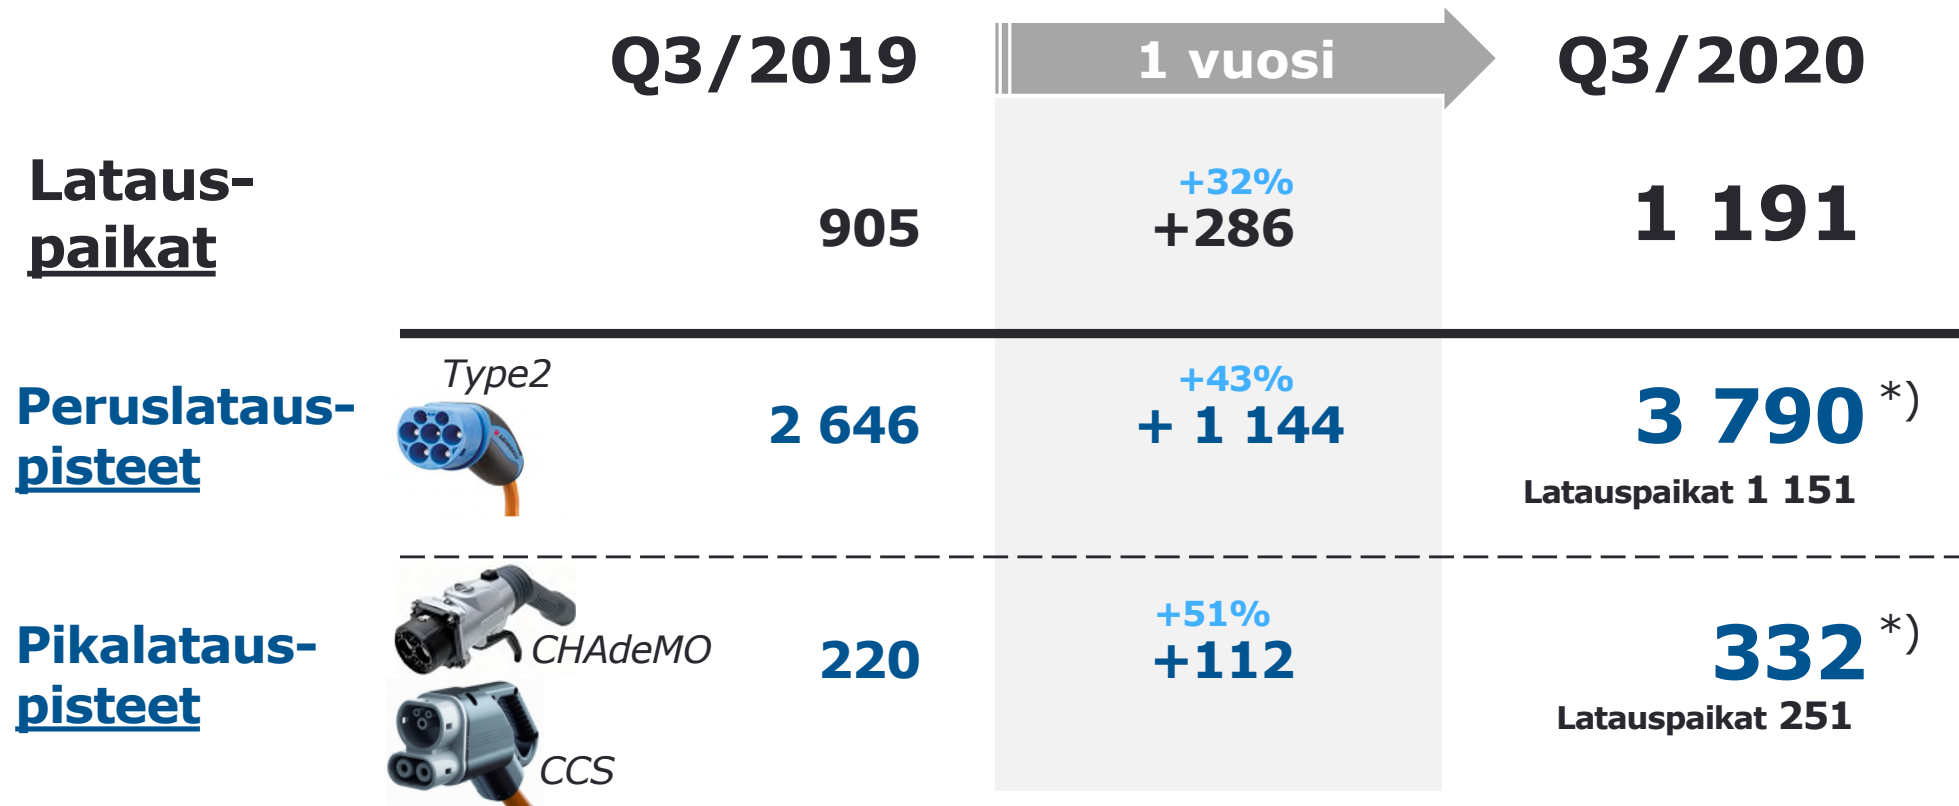 Q3/2019
1 vuosi
Q3/2020
Lataus-
paikat
905
+32%
+286
1 191
Peruslataus-
pisteet
Type2
2 646
+43%
+ 1 144
3 790 *)
Latauspaikat 1 151
Pikalataus-
pisteet
CHAdeMO
CCS
220
+51%
+112
332 *)
Latauspaikat 251